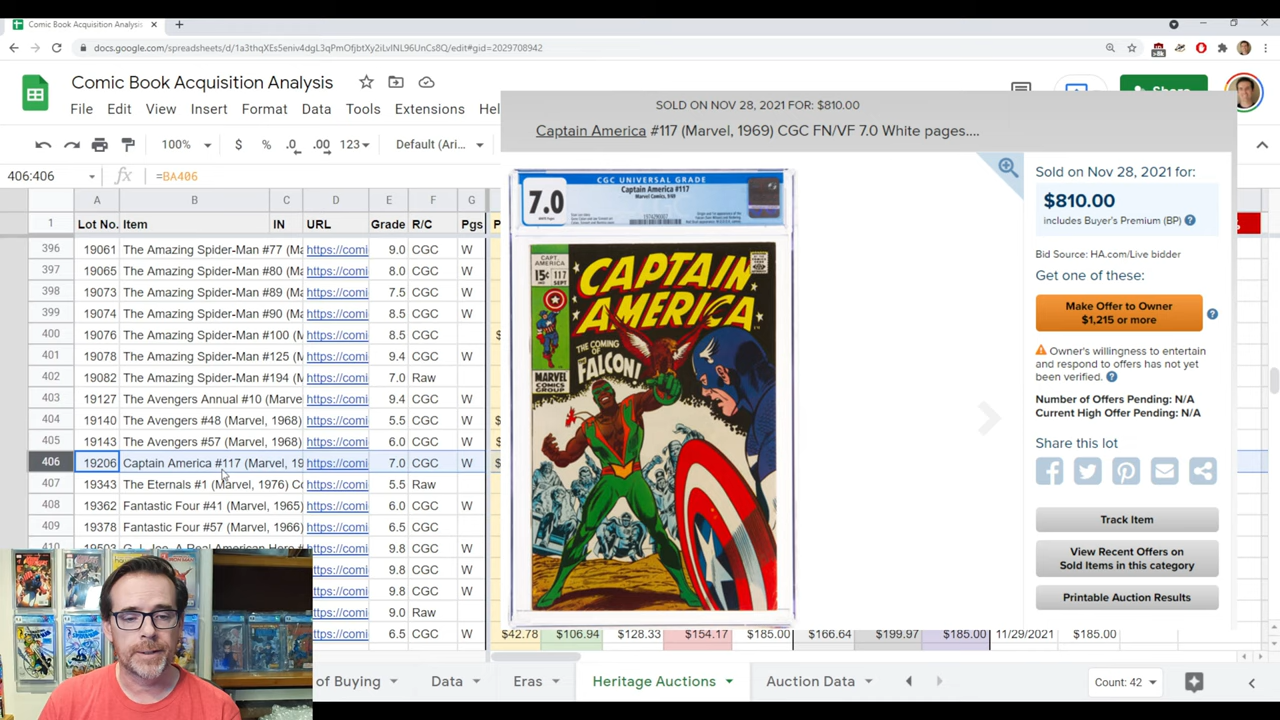 Comic Book Acquisition Analysis
docs.google.com/spreadsheets/d/1a3thqXEs5eniv4dgL3qPmOfjbtXy2iLvINL96UnCs8Q/edit#gid=2029708942
Comic Book Acquisition Analysis
File Edit View Insert Format Data Tools Extensions Hel
Share
100% $ % .0 .00 123 Default (Ari...
406:406 fx =BA406
A B C D E F G
1 Lot No. Item IN URL Grade R/C Pgs P
396 19061 The Amazing Spider-Man #77 (Ma https://comi 9.0 CGC W
397 19065 The Amazing Spider-Man #80 (Ma https://comi 8.0 CGC W
398 19073 The Amazing Spider-Man #89 (Ma https://comi 7.5 CGC W
399 19074 The Amazing Spider-Man #90 (Ma https://comi 8.5 CGC W
400 19076 The Amazing Spider-Man #100 (M https://comi 8.5 CGC $
401 19078 The Amazing Spider-Man #125 (M https://comi 9.4 CGC W
402 19082 The Amazing Spider-Man #194 (M https://comi 7.0 Raw
403 19127 The Avengers Annual #10 (Marve https://comi 9.4 CGC W
404 19140 The Avengers #48 (Marvel, 1968) https://comi 5.5 CGC W $
405 19143 The Avengers #57 (Marvel, 1968) https://comi 6.0 CGC W $
406 19206 Captain America #117 (Marvel, 19 https://comi 7.0 CGC W $
407 19343 The Eternals #1 (Marvel, 1976) Co https://comi 5.5 Raw
408 19362 Fantastic Four #41 (Marvel, 1965) https://comi 6.0 CGC W
409 19378 Fantastic Four #57 (Marvel, 1966) https://comi 6.5 CGC
410 19503 G.I. Joe, A Real American Hero # https://comi 9.8 CGC W
https://comi 9.8 CGC W
https://comi 9.8 CGC W
https://comi 9.0 Raw
https://comi 6.5 CGC W $42.78 $106.94 $128.33 $154.17 $185.00 $166.64 $199.97 $185.00 11/29/2021 $185.00
of Buying Data Eras Heritage Auctions Auction Data Count: 42
SOLD ON NOV 28, 2021 FOR: $810.00
Captain America #117 (Marvel, 1969) CGC FN/VF 7.0 White pages....
CGC UNIVERSAL GRADE
7.0
WHITE Pages
Captain America #117
Marvel Comics, 9/69
CAPT. AMERICA
15¢ 117 SEPT
CAPTAIN AMERICA
THE COMING OF
THE FALCON!
MARVEL COMICS GROUP
Sold on Nov 28, 2021 for:
$810.00
includes Buyer's Premium (BP)
Bid Source: HA.com/Live bidder
Get one of these:
Make Offer to Owner
$1,215 or more
Owner's willingness to entertain
and respond to offers has not yet
been verified.
Number of Offers Pending: N/A
Current High Offer Pending: N/A
Share this lot
Track Item
View Recent Offers on
Sold Items in this category
Printable Auction Results